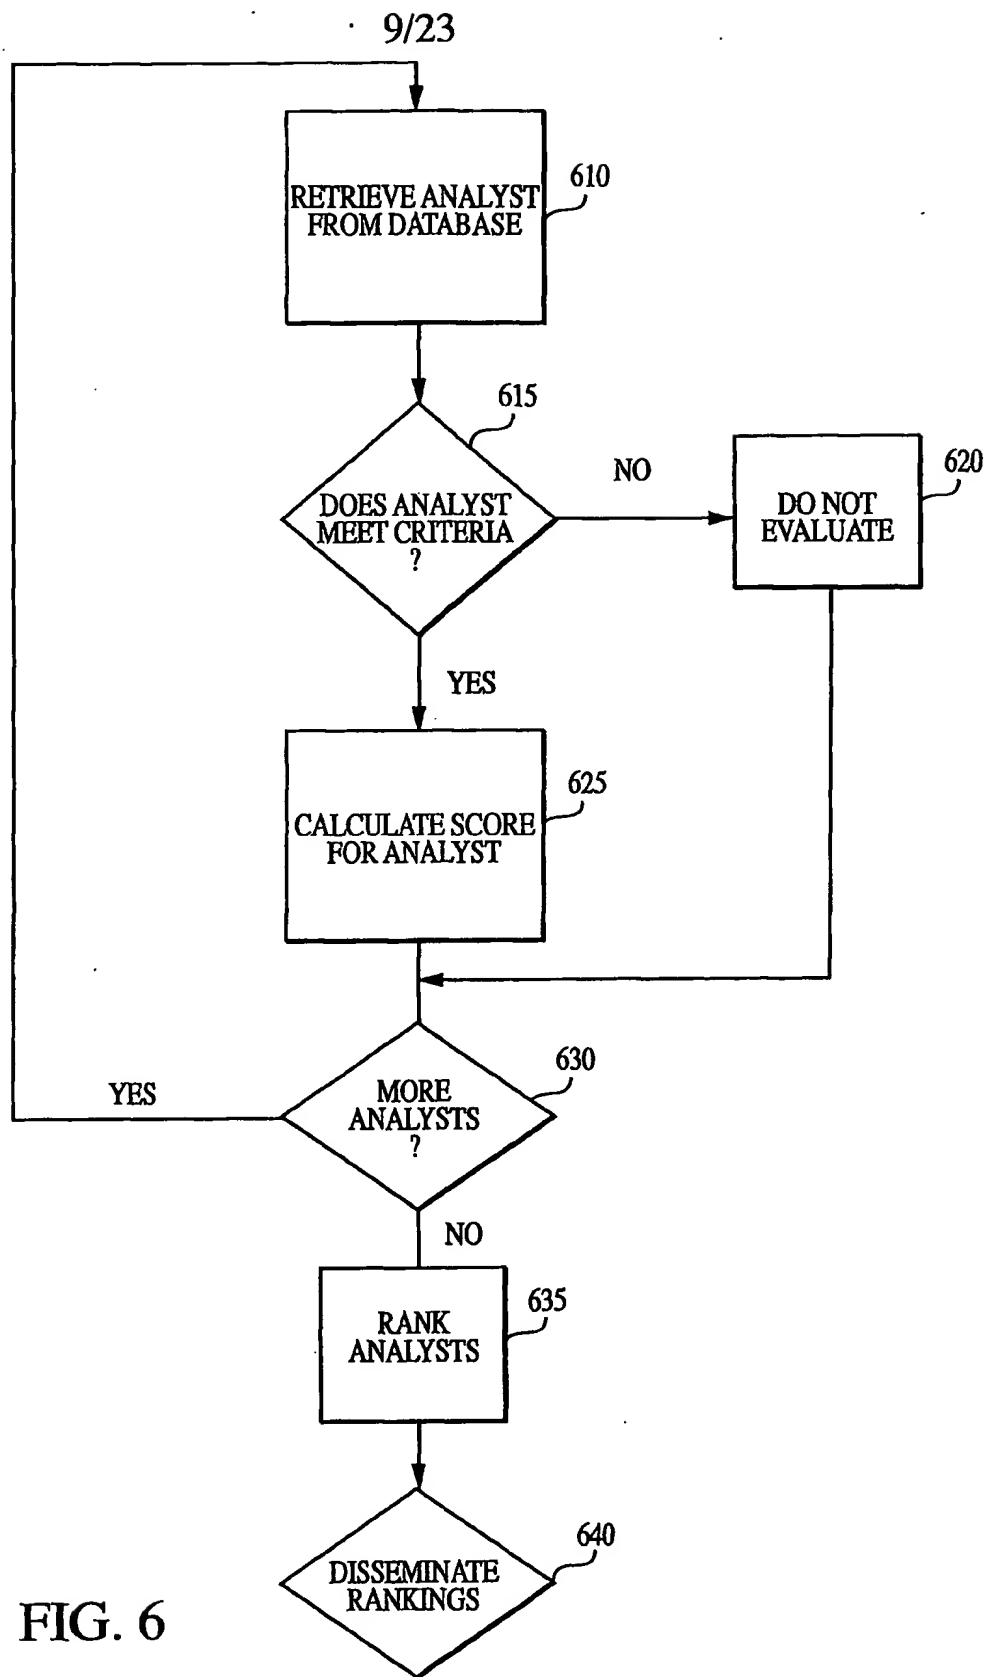 9/23
RETRIEVE ANALYST
FROM DATABASE
610
615
DOES ANALYST
MEET CRITERIA
?
NO
620
DO NOT
EVALUATE
YES
625
CALCULATE SCORE
FOR ANALYST
630
MORE
ANALYSTS
?
YES
NO
635
RANK
ANALYSTS
640
DISSEMINATE
RANKINGS
FIG. 6